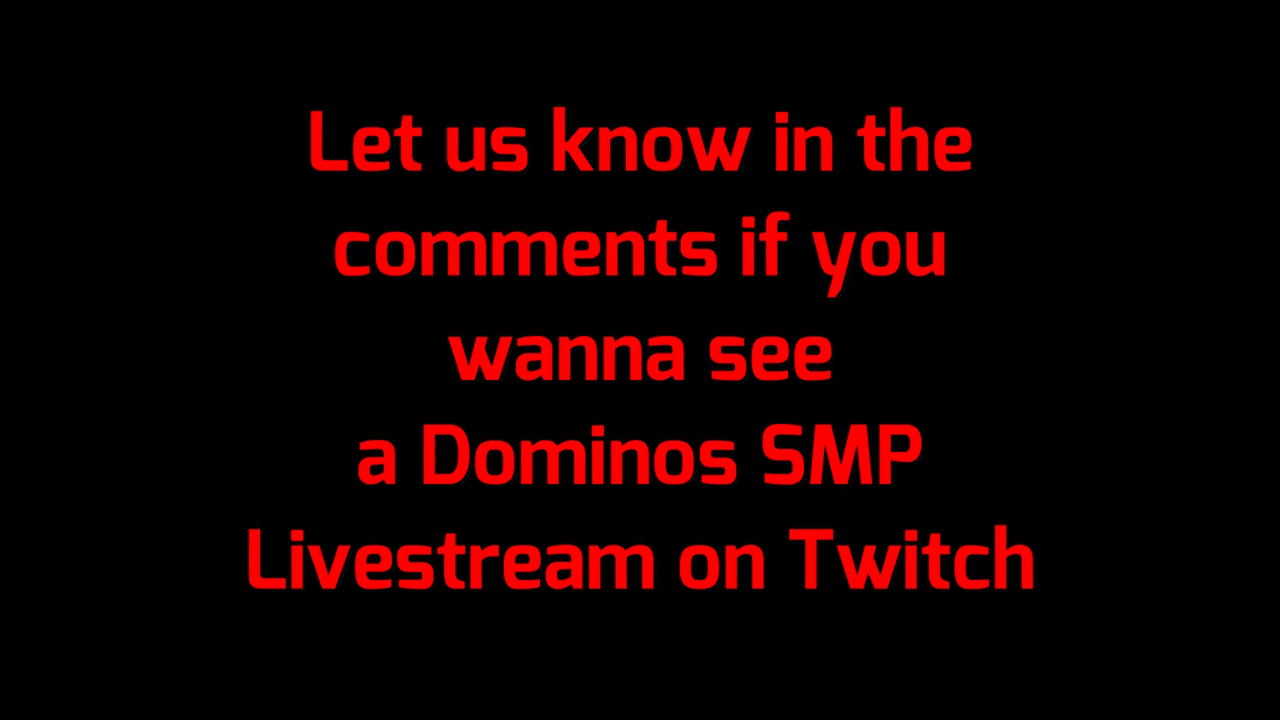 Let us know in the
comments if you
wanna see
a Dominos SMP
Livestream on Twitch